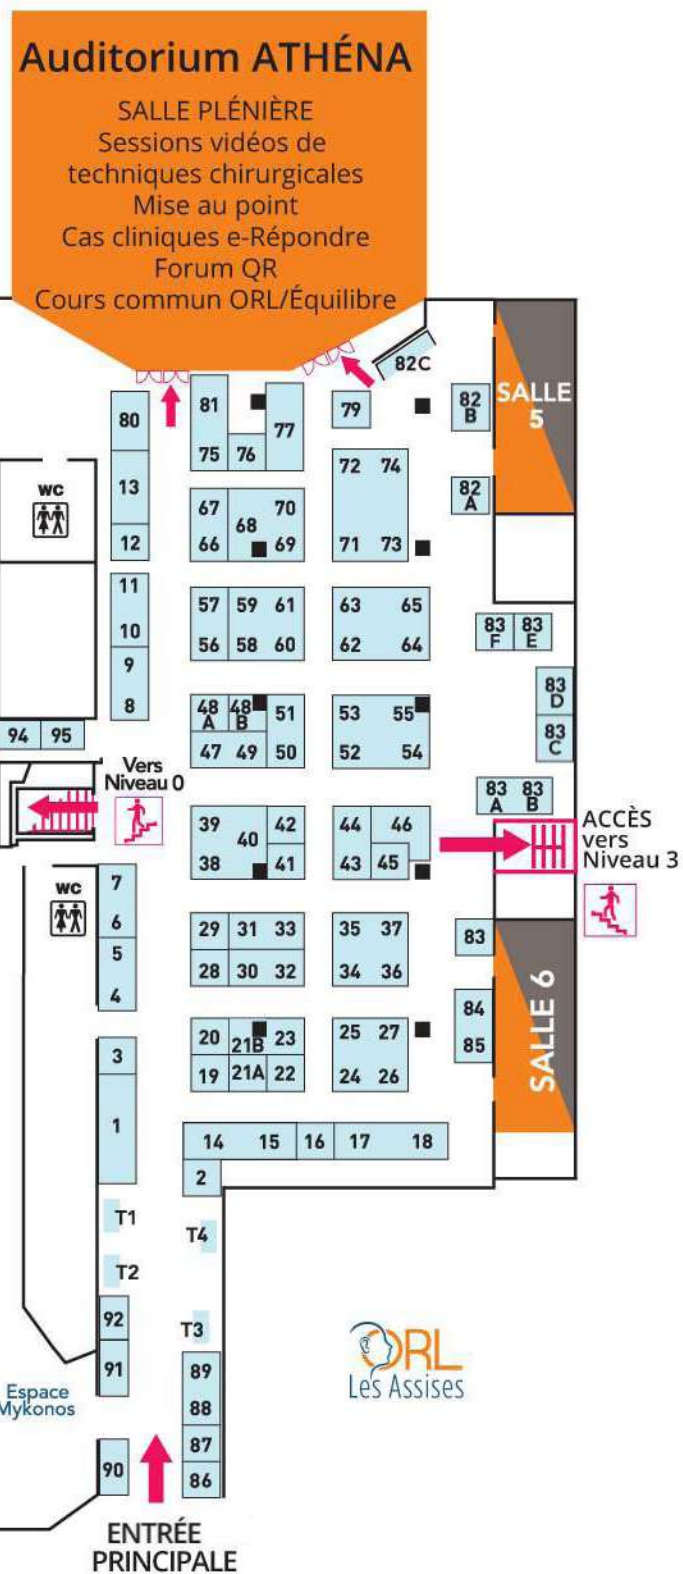 Auditorium ATHÉNA
SALLE PLÉNIÈRE
Sessions vidéos de
techniques chirurgicales
Mise au point
Cas cliniques e-Répondre
Forum QR
Cours commun ORL/Équilibre
82C
80
81
77
79
82
B
SALLE
5
75 76
72 74
13
82
A
WC
67 68 70
12
66 69
71 73
11
57 59 61
63 65
83
F
83
E
10
56 58 60
62 64
9
8
83
D
48
A
48
B
51
53 55
94 95
83
C
47 49 50
52 54
Vers
Niveau 0
83
A
83
B
39 40 42
44 46
ACCÈS
vers
Niveau 3
38 41
43 45
7
WC
6
29 31 33
35 37
83
5
28 30 32
34 36
4
SALLE 6
84
20 21B 23
25 27
3
85
19 21A 22
24 26
1
14 15 16 17 18
2
T1
T4
T2
92
T3
91
89
ORL
Les Assises
Espace
Mykonos
88
87
90
86
ENTRÉE
PRINCIPALE